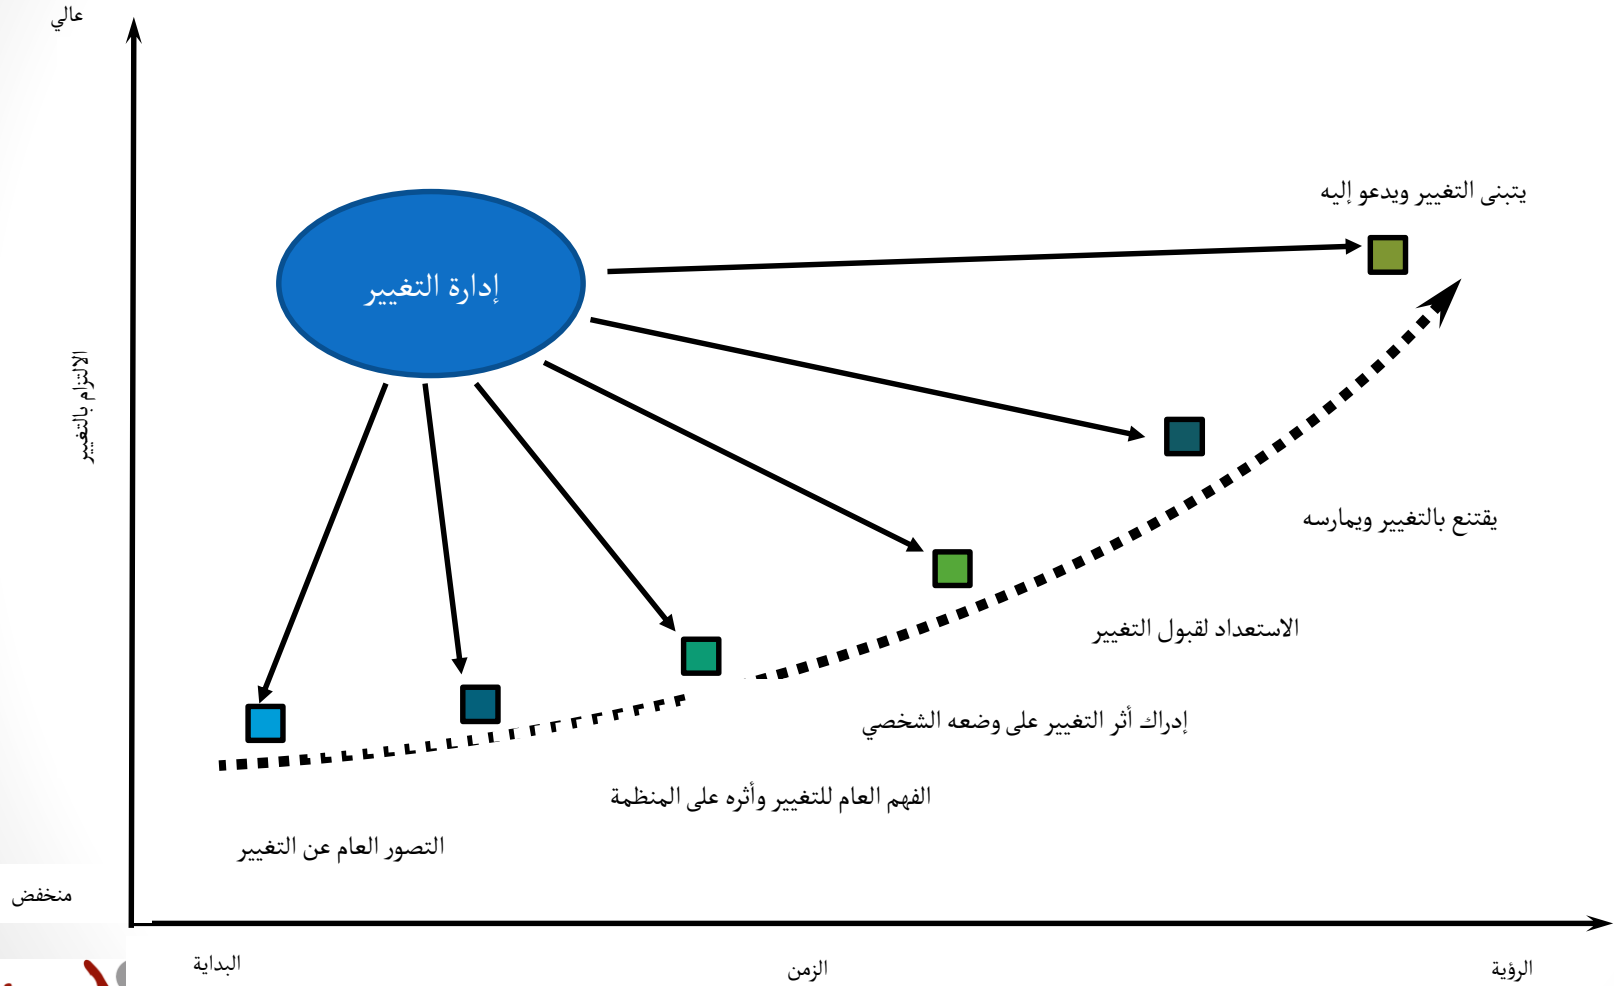 عالي
يتبنى التغيير ويدعو إليه
إدارة التغيير
الالتزام بالتغيير
يقتنع بالتغيير ويمارسه
الاستعداد لقبول التغيير
إدراك أثر التغيير على وضعه الشخصي
الفهم العام للتغيير وأثره على المنظمة
التصور العام عن التغيير
منخفض
البداية
الزمن
الرؤية